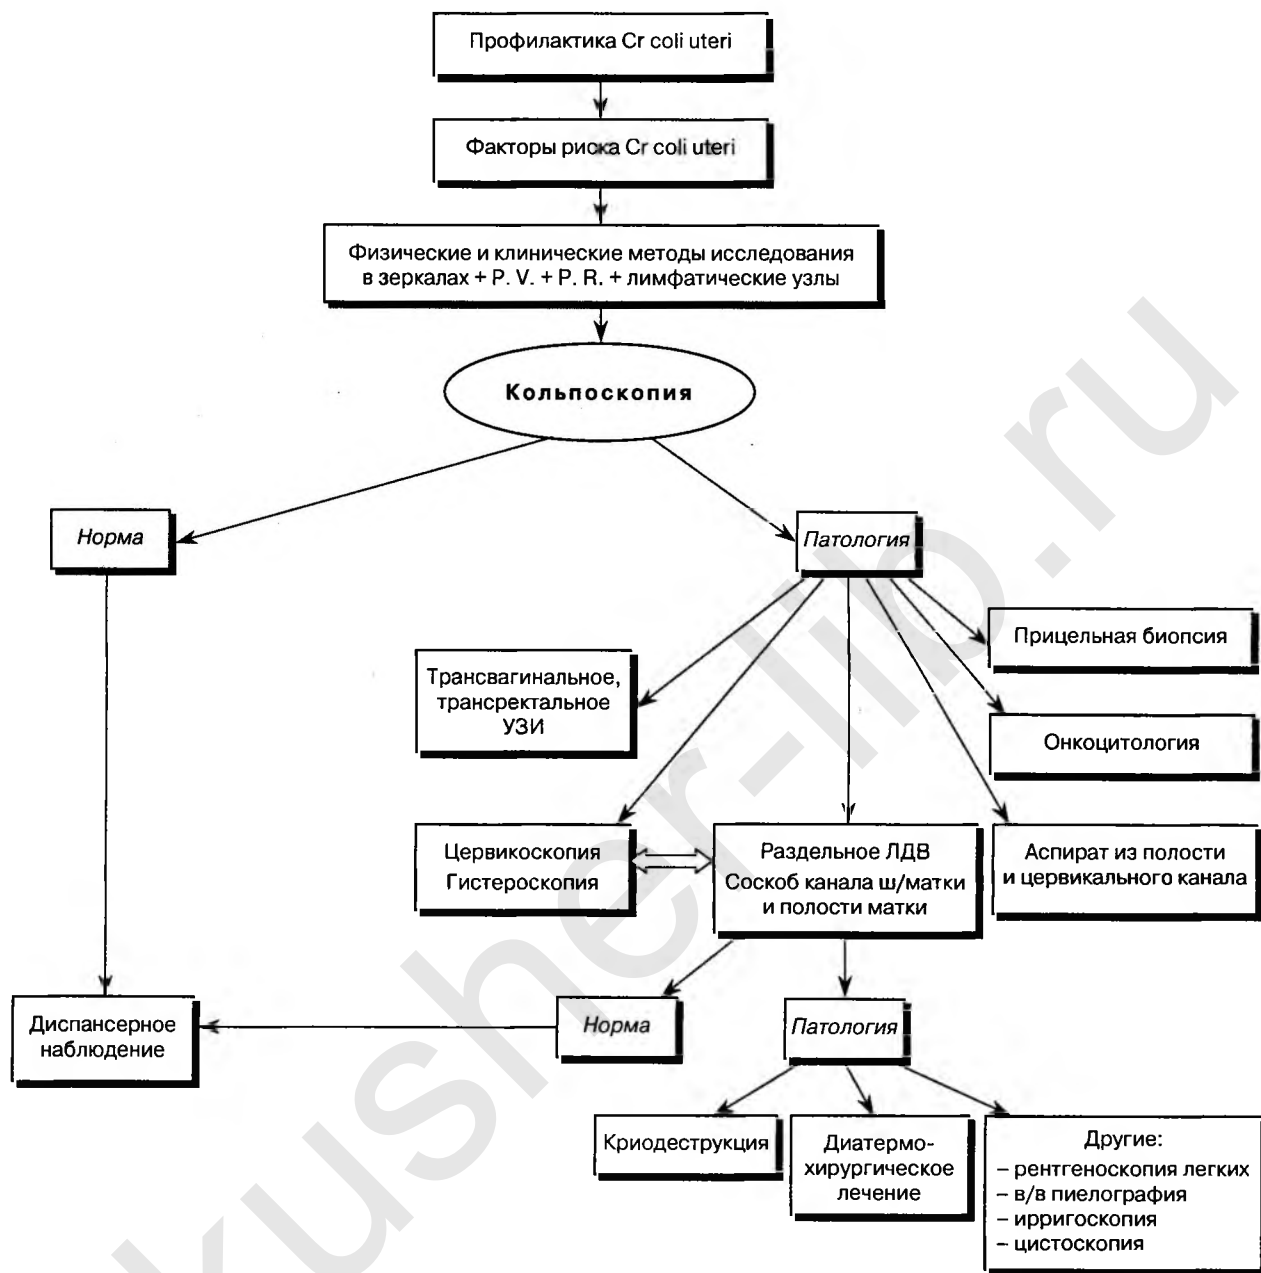 Профилактика Cr coli uteri
Факторы риска Cr coli uteri
Физические и клинические методы исследования
в зеркалах + P. V. + P. R. + лимфатические узлы
Кольпоскопия
Норма
Патология
Прицельная биопсия
Трансвагинальное,
трансректальное
УЗИ
Онкоцитология
Цервикоскопия
Гистероскопия
Раздельное ЛДВ
Соскоб канала ш/матки
и полости матки
Аспират из полости
и цервикального канала
Диспансерное
наблюдение
Норма
Патология
Криодеструкция
Диатермо-
хирургическое
лечение
Другие:
– рентгеноскопия легких
– в/в пиелография
– ирригоскопия
– цистоскопия
kusher-lib.ru